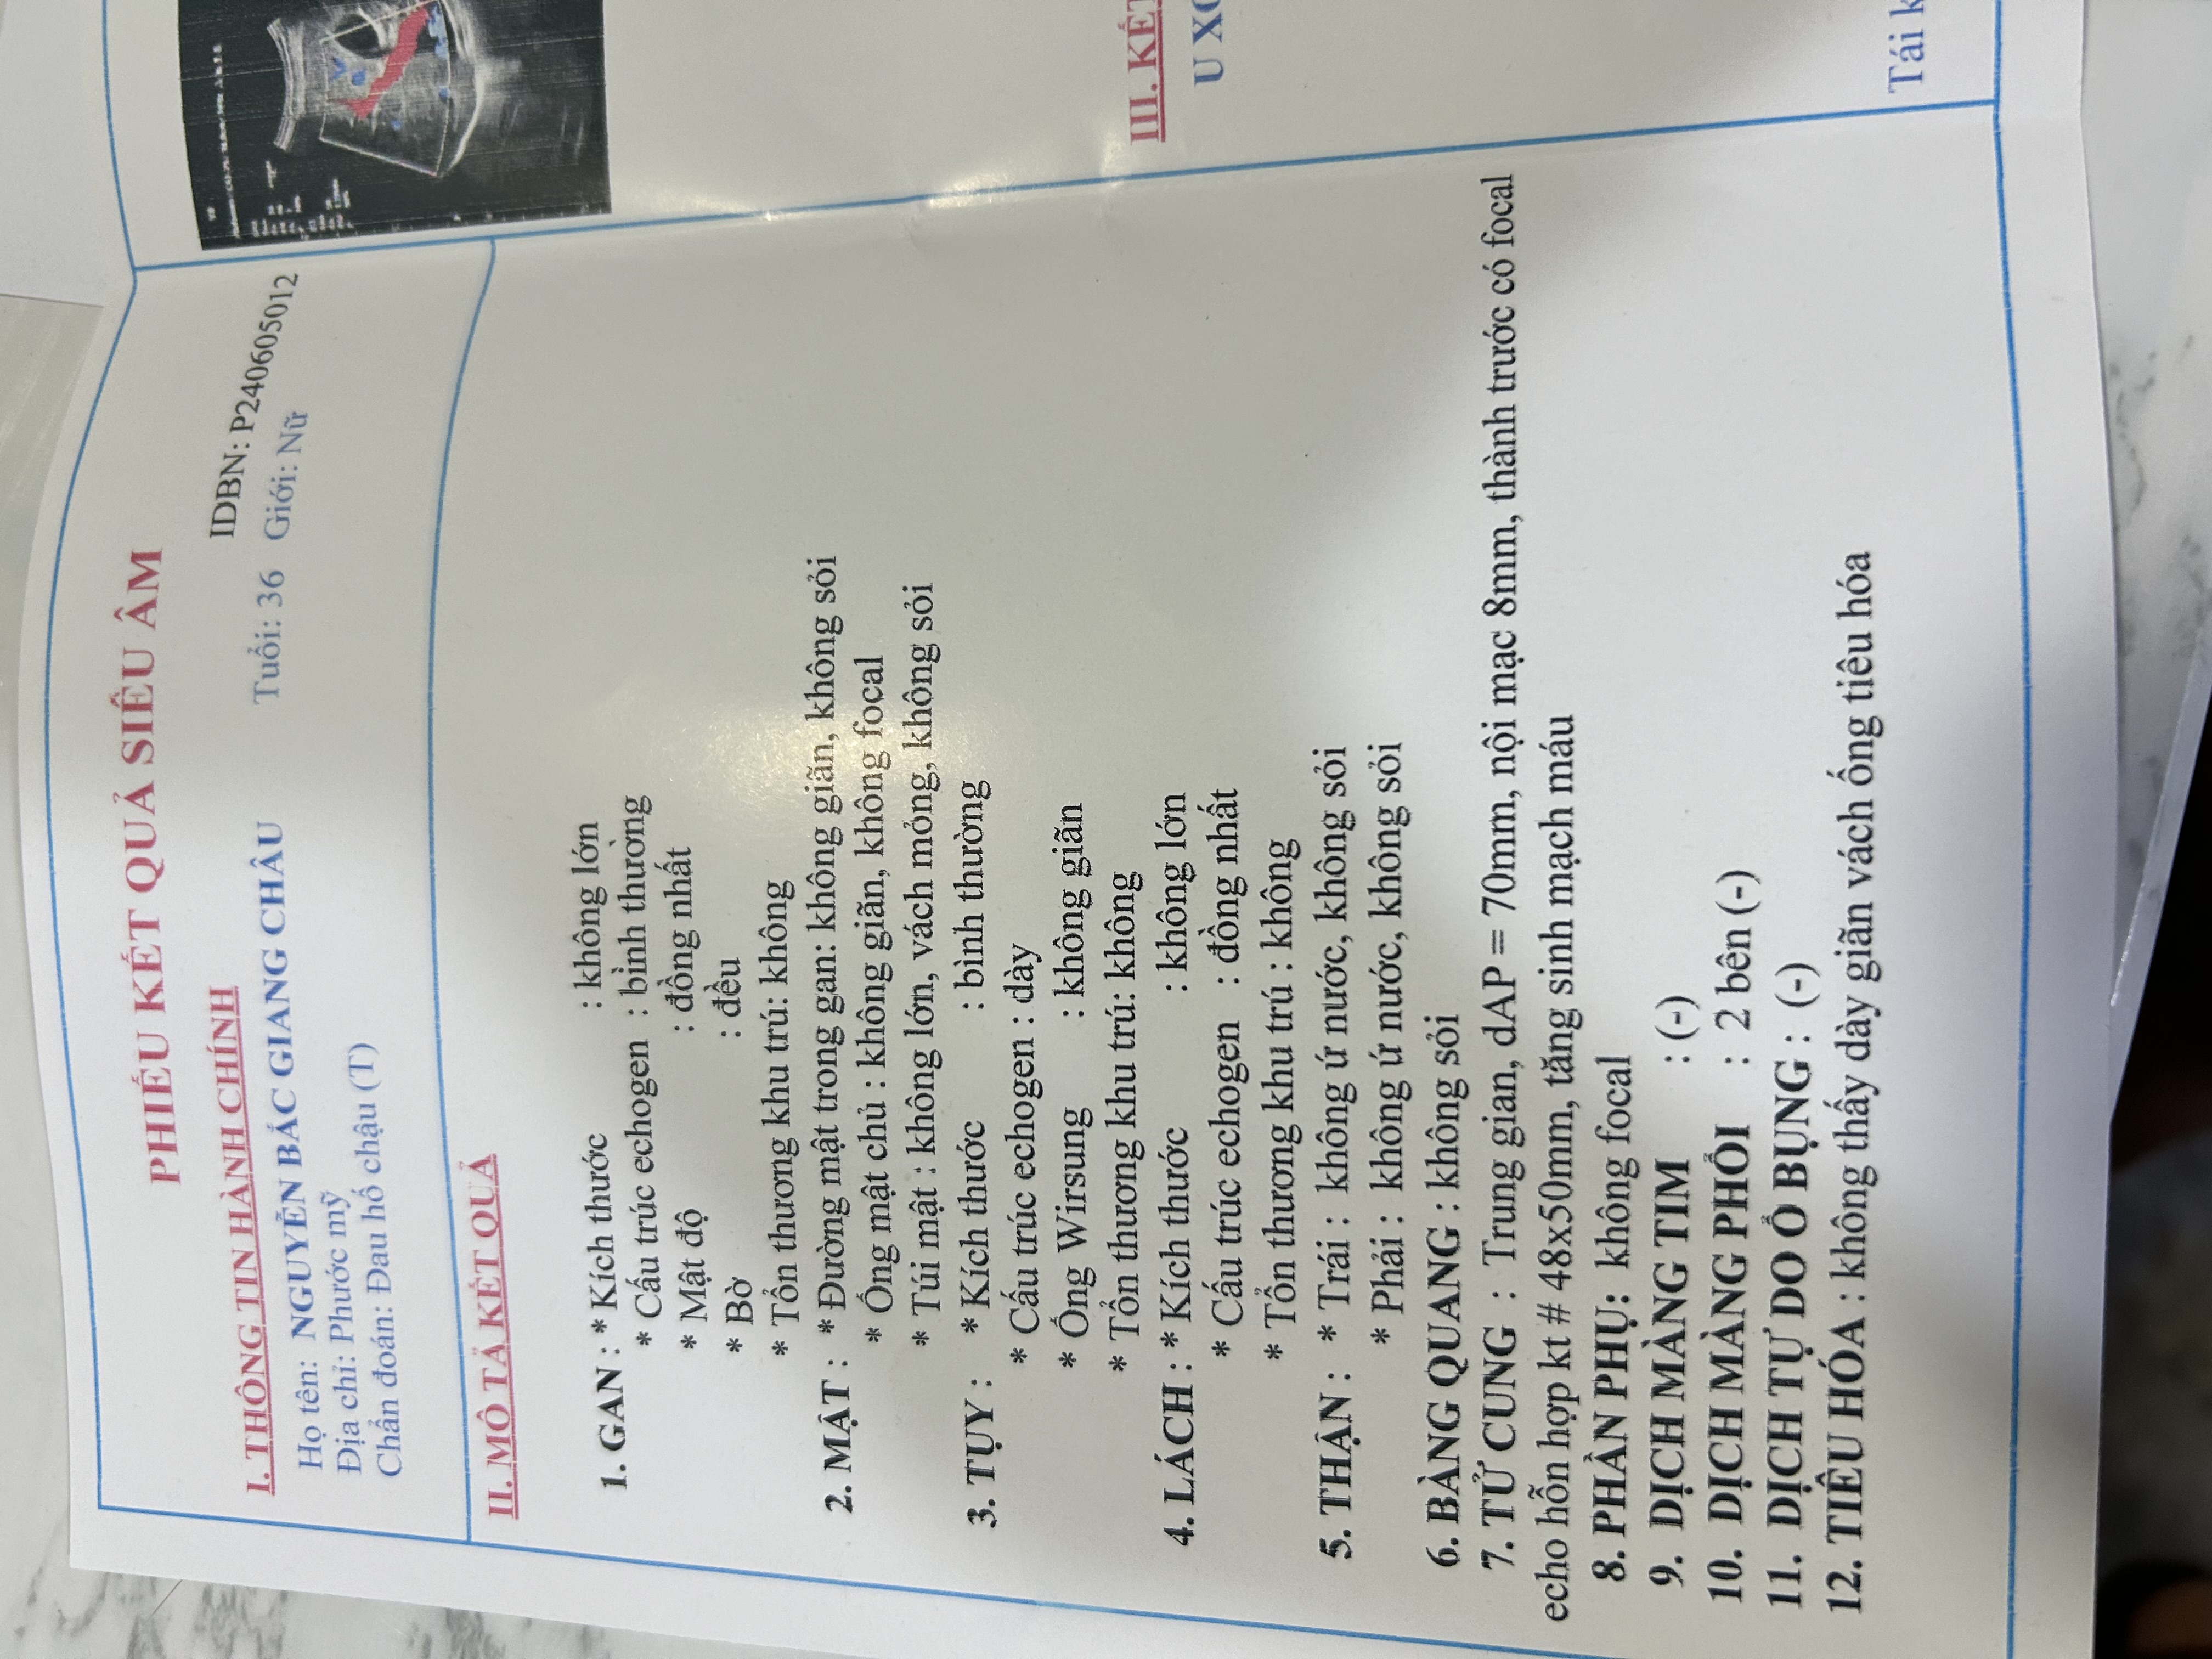 PHIẾU KẾT QUẢ SIÊU ÂM
I. THÔNG TIN HÀNH CHÍNH
IDBN: P240605012
Họ tên: NGUYỄN BẮC GIANG CHÂU Tuổi: 36 Giới: Nữ
Địa chỉ: Phước mỹ
Chẩn đoán: Đau hố chậu (T)
II. MÔ TẢ KẾT QUẢ
1. GAN : * Kích thước : không lớn
* Cấu trúc echogen : bình thường
* Mật độ : đồng nhất
* Bờ : đều
* Tổn thương khu trú: không
2. MẬT : * Đường mật trong gan: không giãn, không sỏi
* Ống mật chủ : không giãn, không focal
* Túi mật : không lớn, vách mỏng, không sỏi
3. TỤY : * Kích thước : bình thường
* Cấu trúc echogen : dày
* Ống Wirsung : không giãn
* Tổn thương khu trú: không
4. LÁCH : * Kích thước : không lớn
* Cấu trúc echogen : đồng nhất
* Tổn thương khu trú : không
5. THẬN : * Trái : không ứ nước, không sỏi
* Phải : không ứ nước, không sỏi
6. BÀNG QUANG : không sỏi
7. TỬ CUNG : Trung gian, dAP = 70mm, nội mạc 8mm, thành trước có focal
echo hỗn hợp kt # 48x50mm, tăng sinh mạch máu
8. PHẦN PHỤ: không focal
9. DỊCH MÀNG TIM : (-)
10. DỊCH MÀNG PHỔI : 2 bên (-)
11. DỊCH TỰ DO Ổ BỤNG : (-)
12. TIÊU HÓA : không thấy dày giãn vách ống tiêu hóa
III. KẾT
U
Tái